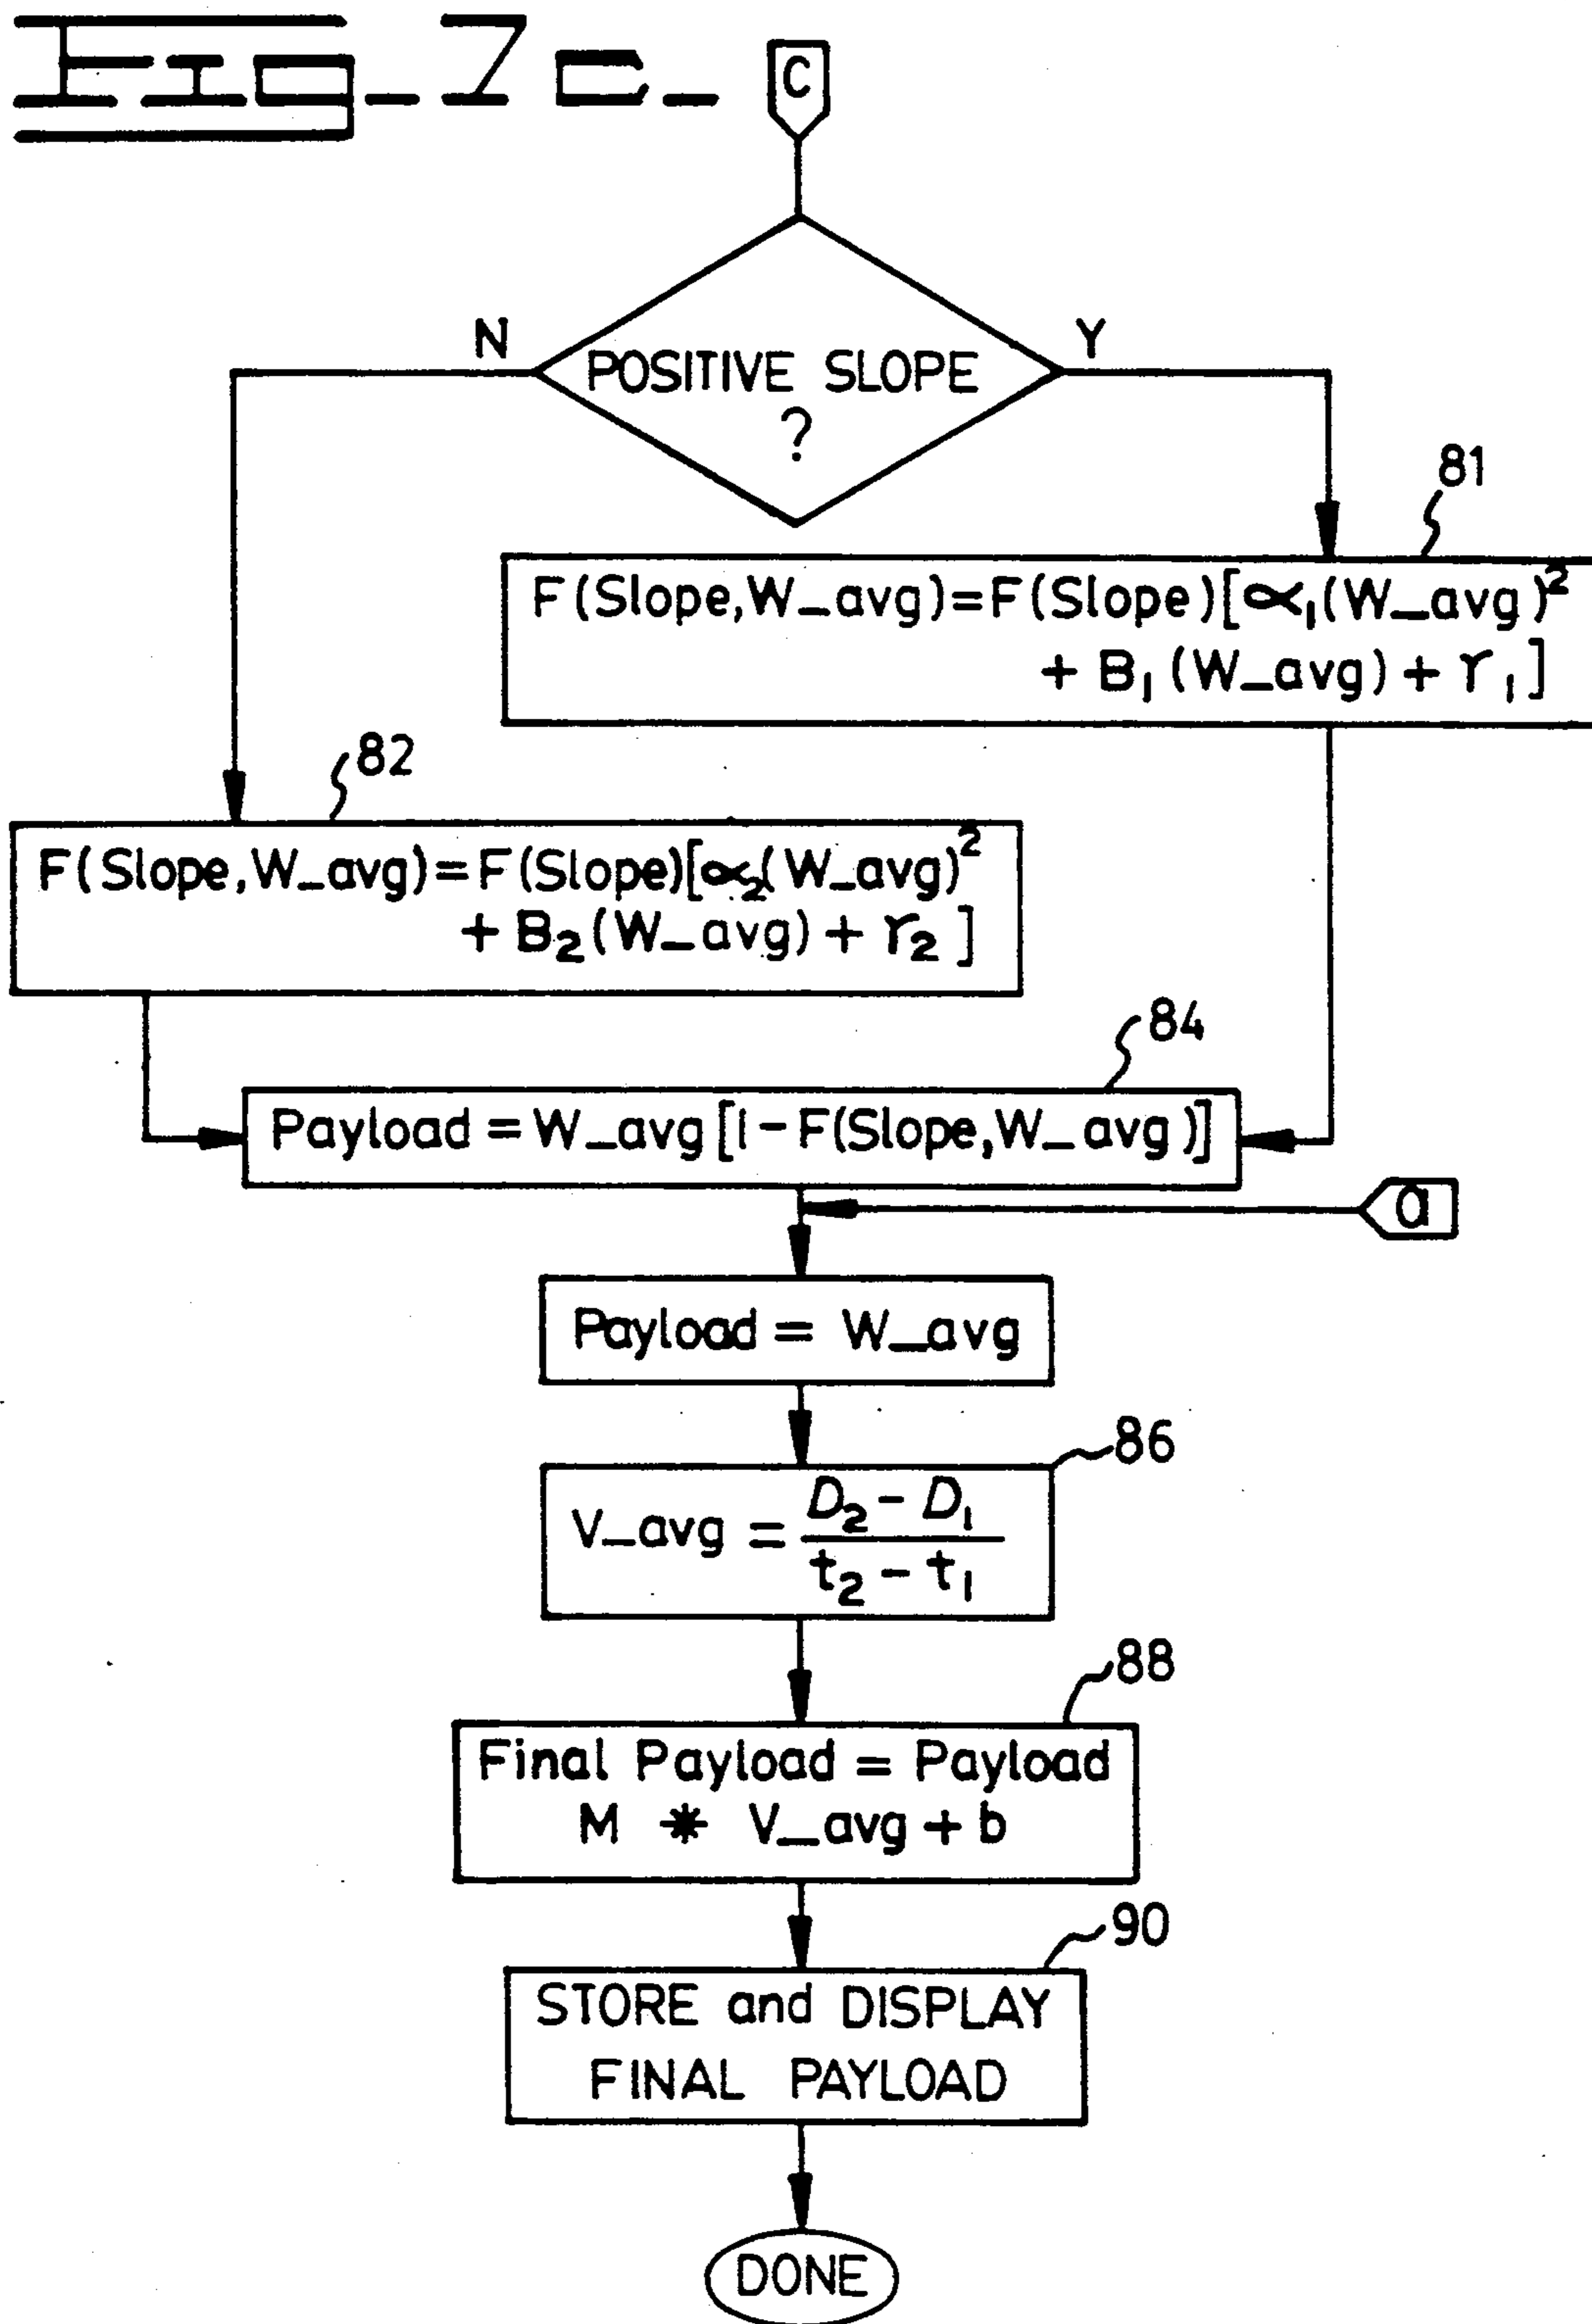 Fig_7c_
C
N
Y
POSITIVE SLOPE
?
81
F(Slope,W_avg)=F(Slope)[α₁(W_avg)²
+ B₁(W_avg)+γ₁]
82
F(Slope,W_avg)=F(Slope)[α₂(W_avg)²
+ B₂(W_avg)+γ₂]
84
Payload=W_avg[1-F(Slope,W_avg)]
a
Payload = W_avg
86
V_avg = D₂ - D₁
t₂ - t₁
88
Final Payload = Payload
M * V_avg + b
90
STORE and DISPLAY
FINAL PAYLOAD
DONE